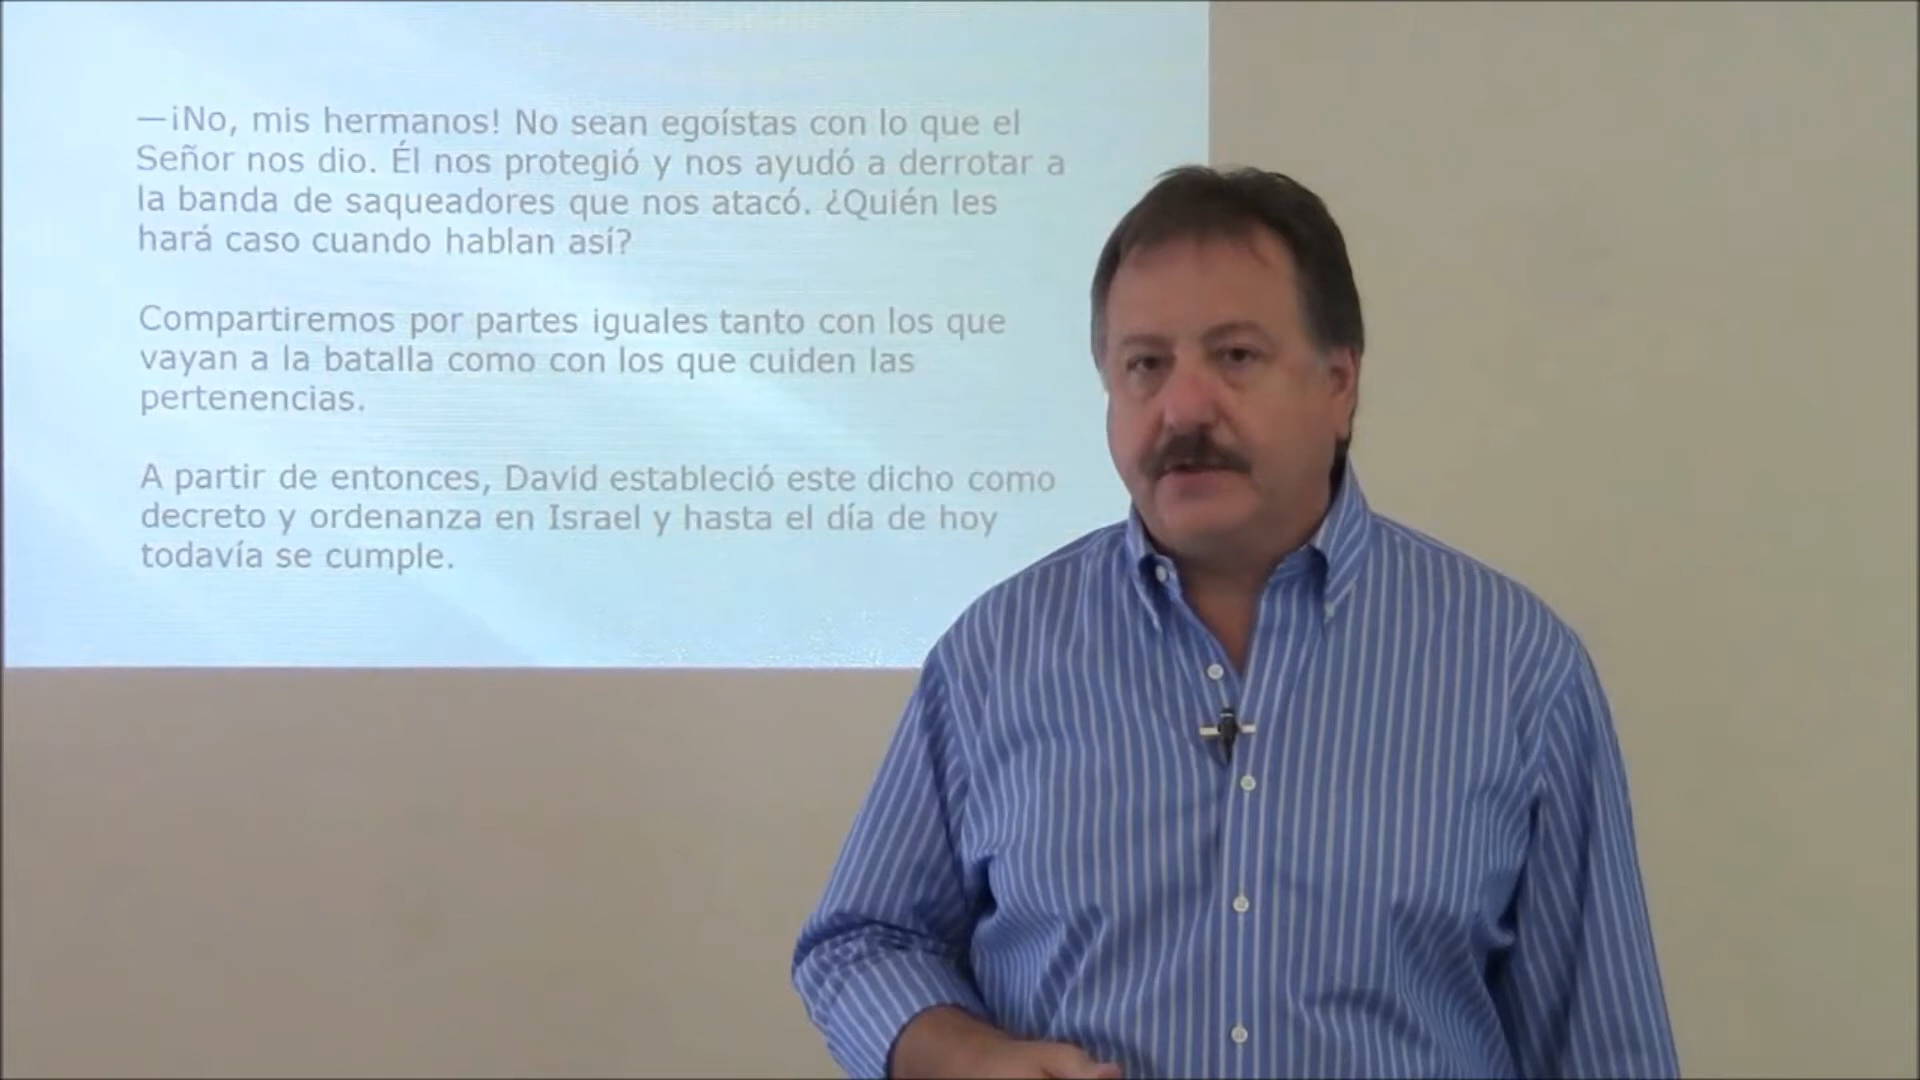 —¡No, mis hermanos! No sean egoístas con lo que el
Señor nos dio. Él nos protegió y nos ayudó a derrotar a
la banda de saqueadores que nos atacó. ¿Quién les
hará caso cuando hablan así?
Compartiremos por partes iguales tanto con los que
vayan a la batalla como con los que cuiden las
pertenencias.
A partir de entonces, David estableció este dicho como
decreto y ordenanza en Israel y hasta el día de hoy
todavía se cumple.